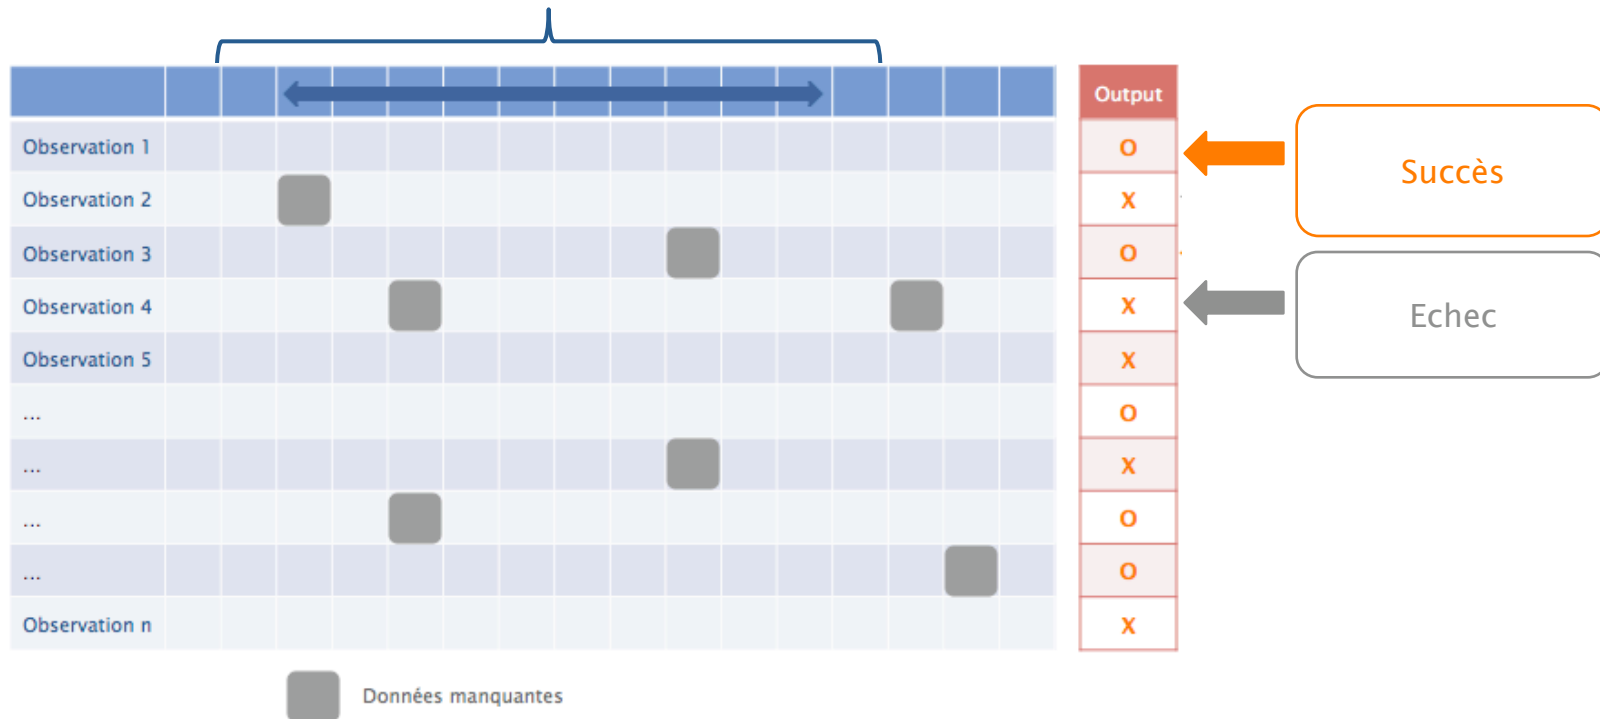 Output
Observation 1
O
Succès
Observation 2
X
Observation 3
O
Observation 4
X
Echec
Observation 5
X
...
O
...
X
...
O
...
O
Observation n
X
Données manquantes